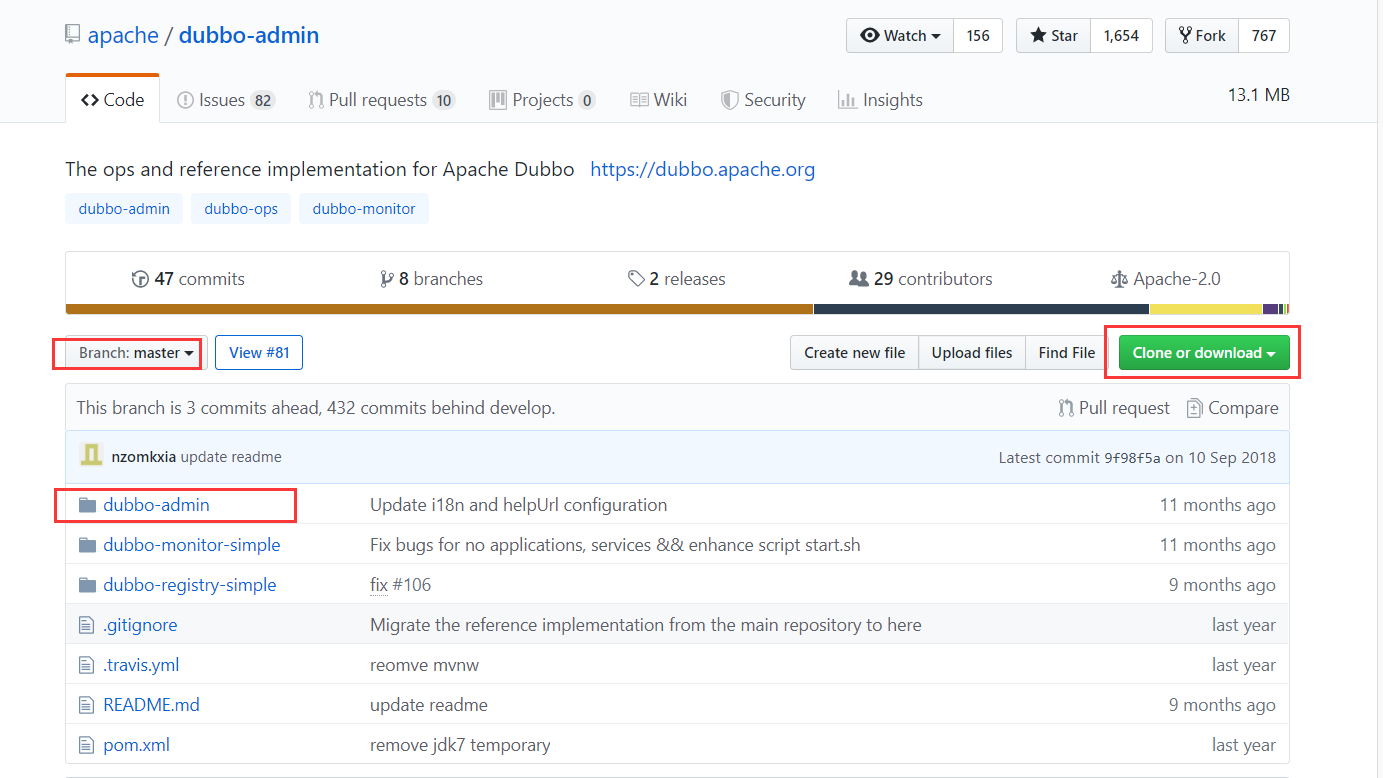 apache / dubbo-admin Watch 156 Star 1,654 Fork 767
Code Issues 82 Pull requests 10 Projects 0 Wiki Security Insights 13.1 MB
The ops and reference implementation for Apache Dubbo https://dubbo.apache.org
dubbo-admin dubbo-ops dubbo-monitor
47 commits 8 branches 2 releases 29 contributors Apache-2.0
Branch: master View #81 Create new file Upload files Find File Clone or download
This branch is 3 commits ahead, 432 commits behind develop. Pull request Compare
nzomkxia update readme Latest commit 9f98f5a on 10 Sep 2018
dubbo-admin Update i18n and helpUrl configuration 11 months ago
dubbo-monitor-simple Fix bugs for no applications, services && enhance script start.sh 11 months ago
dubbo-registry-simple fix #106 9 months ago
.gitignore Migrate the reference implementation from the main repository to here last year
.travis.yml reomve mvnw last year
README.md update readme 9 months ago
pom.xml remove jdk7 temporary last year